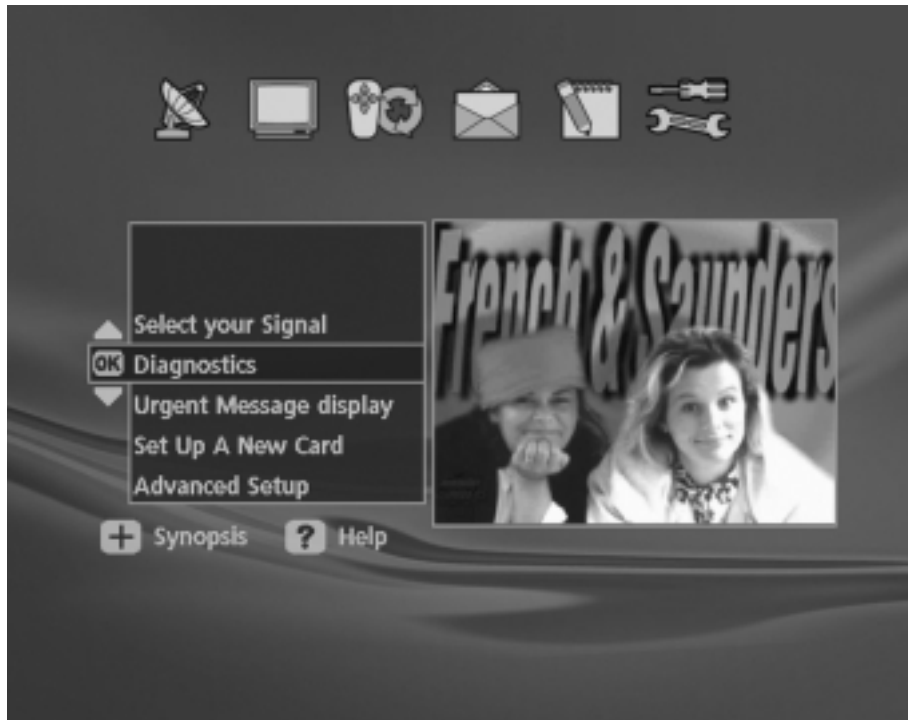 French & Saunders
Select your Signal
OK Diagnostics
Urgent Message display
Set Up A New Card
Advanced Setup
+ Synopsis ? Help